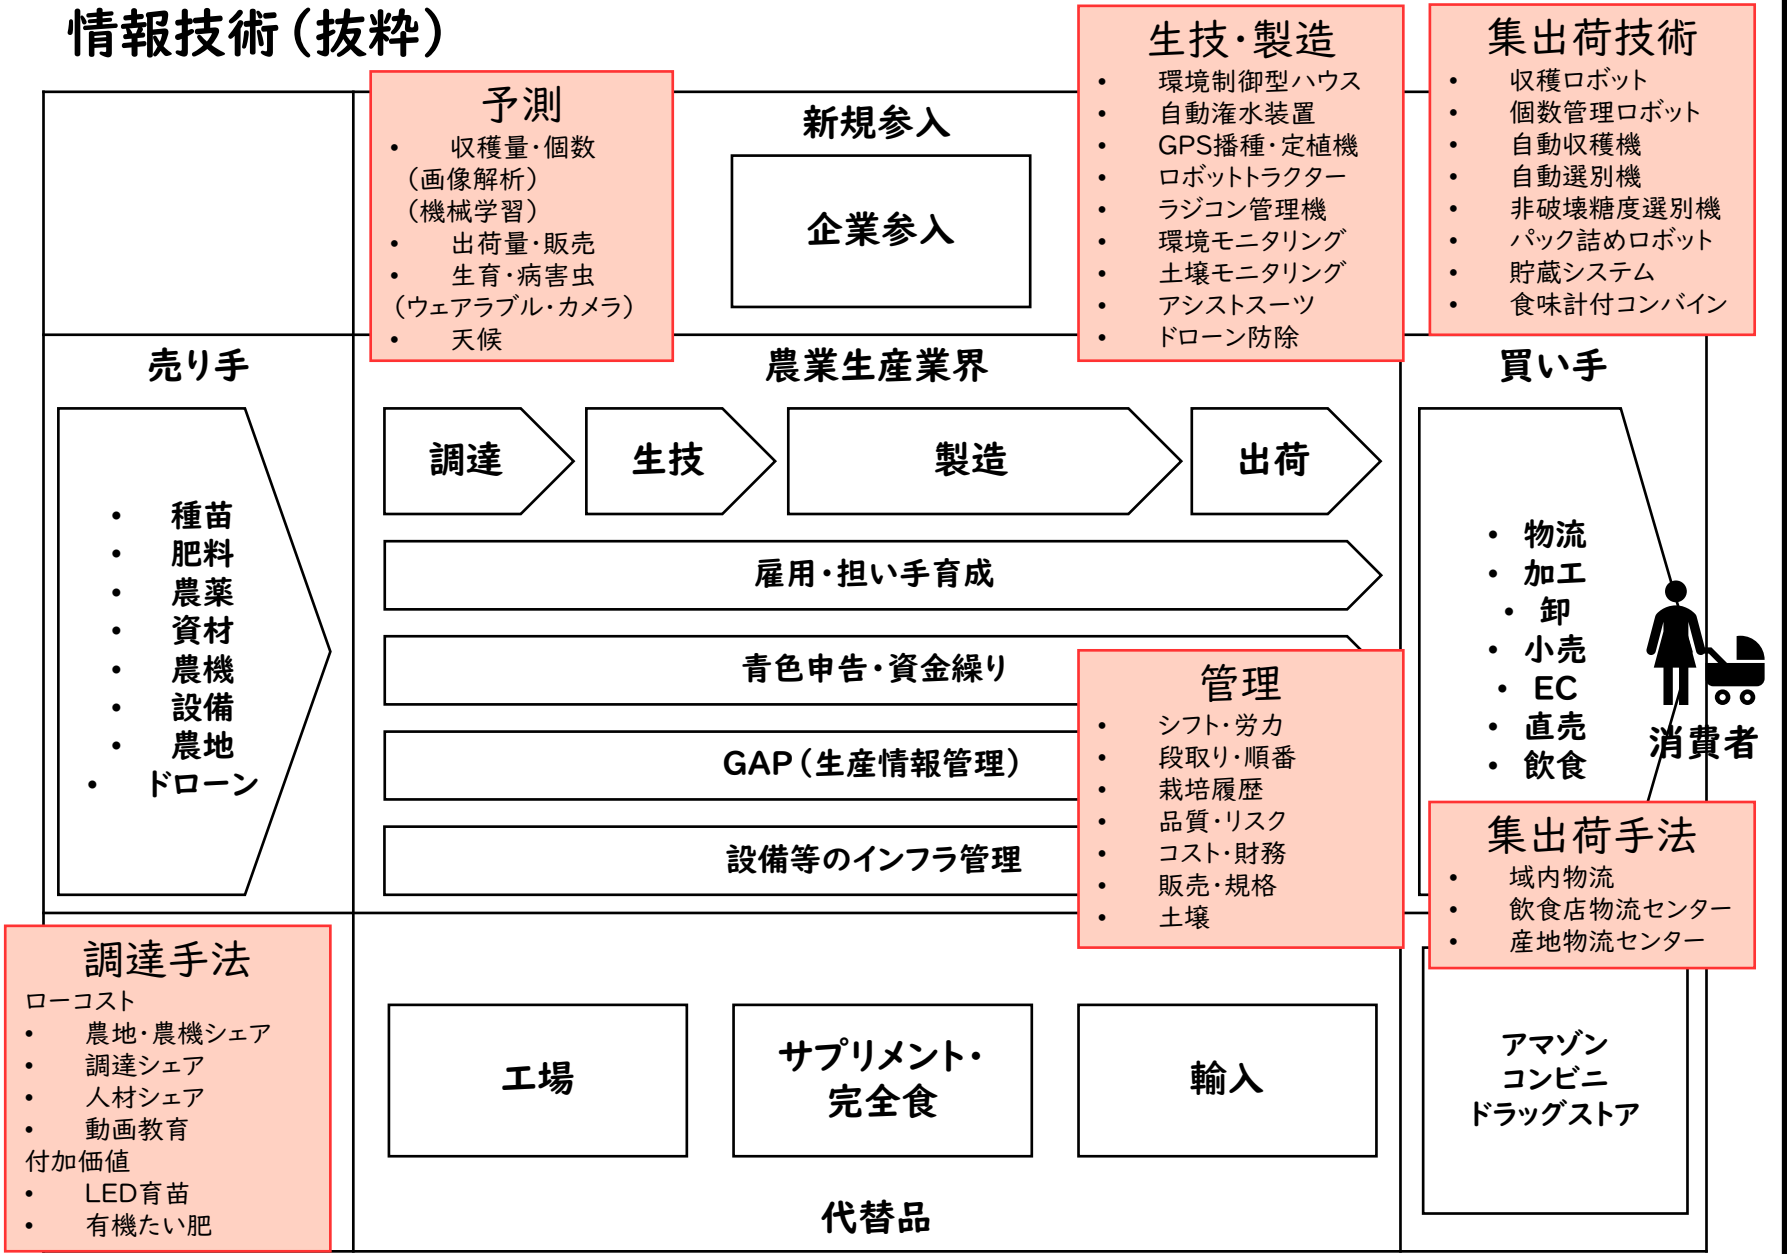 情報技術（抜粋）
予測
• 収穫量・個数
（画像解析）
（機械学習）
• 出荷量・販売
• 生育・病害虫
（ウェアラブル・カメラ）
• 天候
新規参入
企業参入
生技・製造
• 環境制御型ハウス
• 自動潅水装置
• GPS播種・定植機
• ロボットトラクター
• ラジコン管理機
• 環境モニタリング
• 土壌モニタリング
• アシストスーツ
• ドローン防除
集出荷技術
• 収穫ロボット
• 個数管理ロボット
• 自動収穫機
• 自動選別機
• 非破壊糖度選別機
• パック詰めロボット
• 貯蔵システム
• 食味計付コンバイン
売り手
• 種苗
• 肥料
• 農薬
• 資材
• 農機
• 設備
• 農地
• ドローン
農業生産業界
調達
生技
製造
出荷
雇用・担い手育成
青色申告・資金繰り
GAP（生産情報管理）
設備等のインフラ管理
管理
• シフト・労力
• 段取り・順番
• 栽培履歴
• 品質・リスク
• コスト・財務
• 販売・規格
• 土壌
買い手
• 物流
• 加工
• 卸
• 小売
• EC
• 直売
• 飲食
消費者
集出荷手法
• 域内物流
• 飲食店物流センター
• 産地物流センター
調達手法
ローコスト
• 農地・農機シェア
• 調達シェア
• 人材シェア
• 動画教育
付加価値
• LED育苗
• 有機たい肥
工場
サプリメント・
完全食
輸入
代替品
アマゾン
コンビニ
ドラッグストア